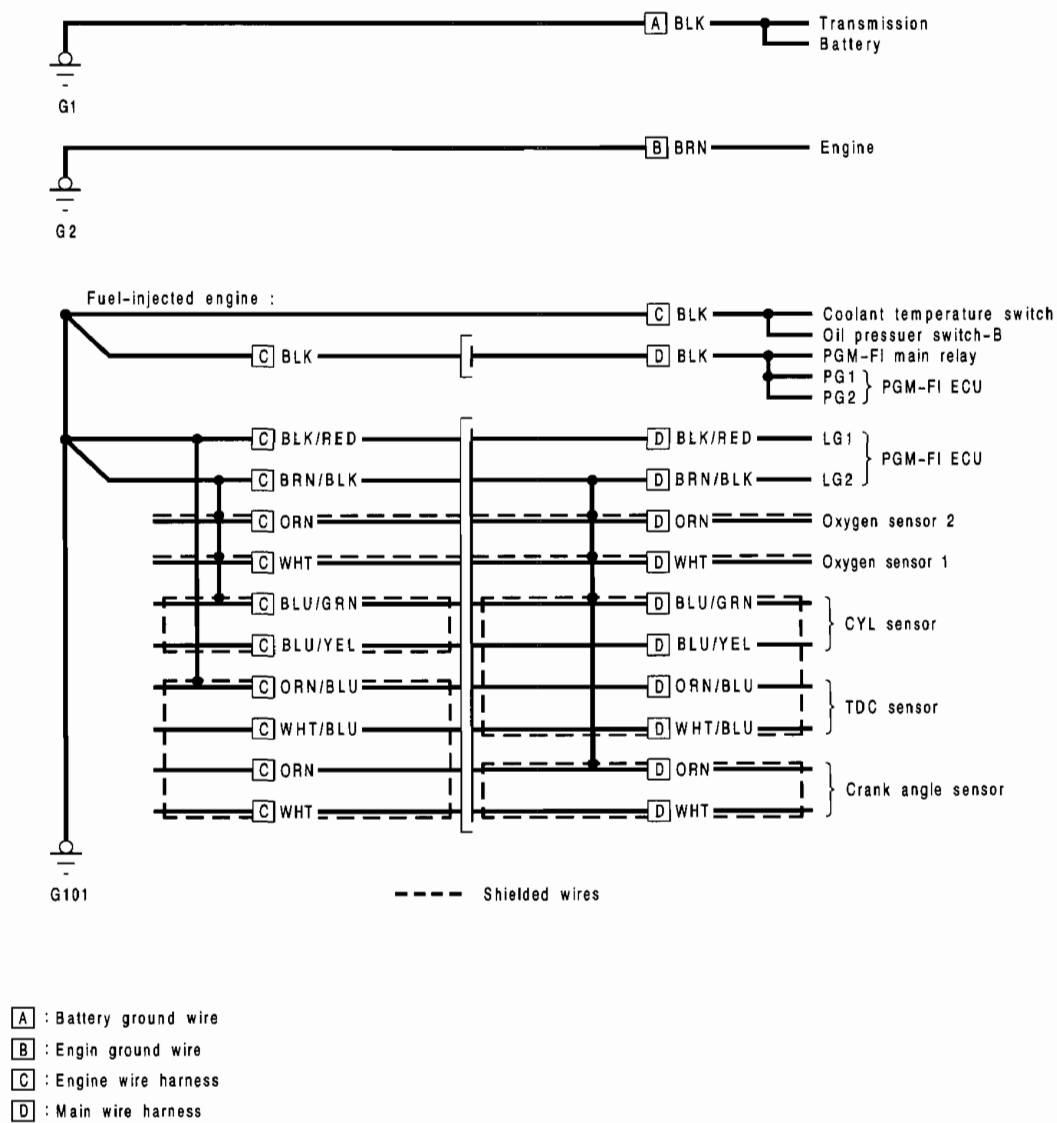 A BLK Transmission
Battery
G1
B BRN Engine
G2
Fuel-injected engine :
C BLK Coolant temperature switch
Oil pressuer switch-B
C BLK D BLK PGM-FI main relay
PG1
PGM-FI ECU
PG2
C BLK/RED D BLK/RED LG1
PGM-FI ECU
C BRN/BLK D BRN/BLK LG2
C ORN D ORN Oxygen sensor 2
C WHT D WHT Oxygen sensor 1
C BLU/GRN D BLU/GRN
CYL sensor
C BLU/YEL D BLU/YEL
C ORN/BLU D ORN/BLU
TDC sensor
C WHT/BLU D WHT/BLU
C ORN D ORN
Crank angle sensor
C WHT D WHT
G101
Shielded wires
A : Battery ground wire
B : Engin ground wire
C : Engine wire harness
D : Main wire harness